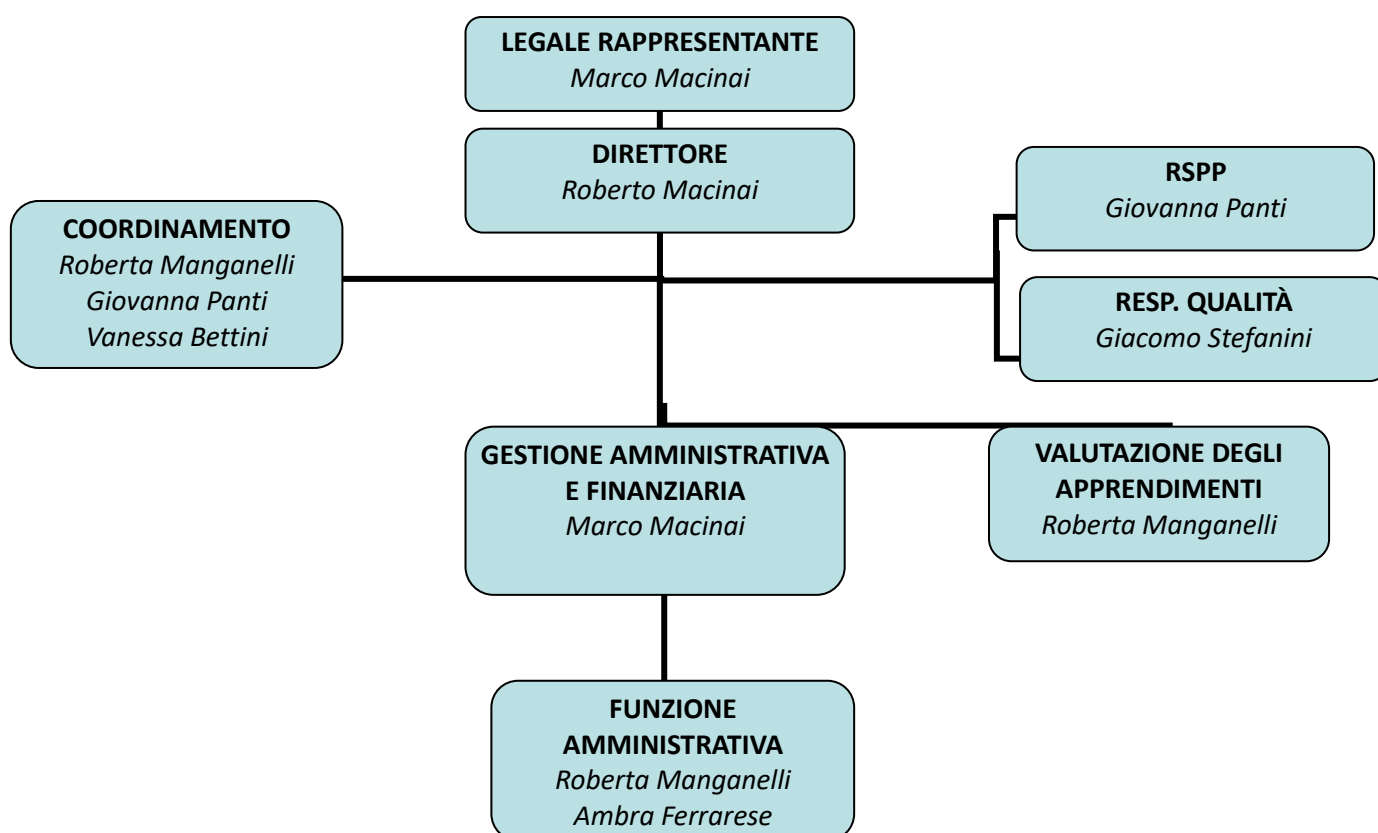 LEGALE RAPPRESENTANTE
Marco Macinai
DIRETTORE
Roberto Macinai
RSPP
Giovanna Panti
COORDINAMENTO
Roberta Manganelli
Giovanna Panti
Vanessa Bettini
RESP. QUALITÀ
Giacomo Stefanini
GESTIONE AMMINISTRATIVA
E FINANZIARIA
Marco Macinai
VALUTAZIONE DEGLI
APPRENDIMENTI
Roberta Manganelli
FUNZIONE
AMMINISTRATIVA
Roberta Manganelli
Ambra Ferrarese